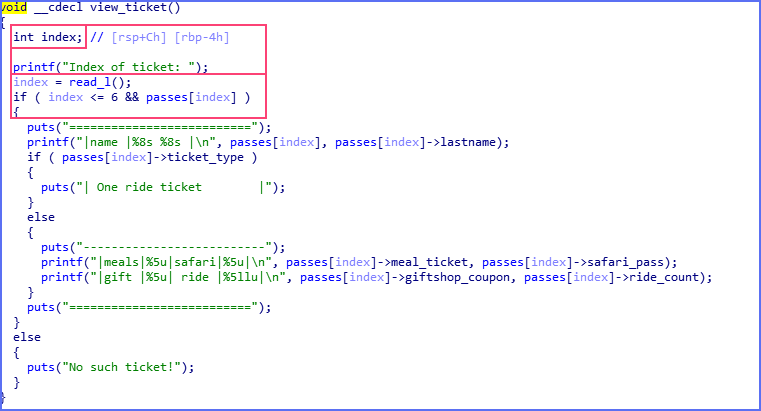 void __cdecl view_ticket()
{
  int index; // [rsp+Ch] [rbp-4h]

  printf("Index of ticket: ");
  index = read_l();
  if ( index <= 6 && passes[index] )
  {
    puts("==========================");
    printf("|name |%8s %8s |\n", passes[index], passes[index]->lastname);
    if ( passes[index]->ticket_type )
    {
      puts("| One ride ticket        |");
    }
    else
    {
      puts("--------------------------");
      printf("|meals|%5u|safari|%5u|\n", passes[index]->meal_ticket, passes[index]->safari_pass);
      printf("|gift |%5u| ride |%5llu|\n", passes[index]->giftshop_coupon, passes[index]->ride_count);
    }
    puts("==========================");
  }
  else
  {
    puts("No such ticket!");
  }
}